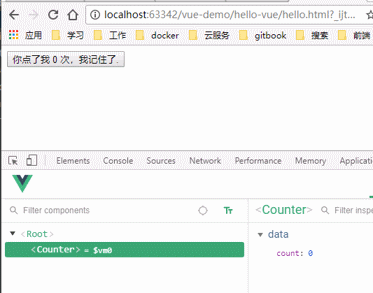 localhost:63342/vue-demo/hello-vue/hello.html?_ijt
应用 学习 工作 docker 云服务 gitbook 搜索 前端
你点了我 0 次，我记住了.
Elements Console Sources Network Performance Memory Applicatio
Filter components Tr <Counter> Filter inspe
▼ <Root> ▼ data
<Counter> = $vm0 count: 0